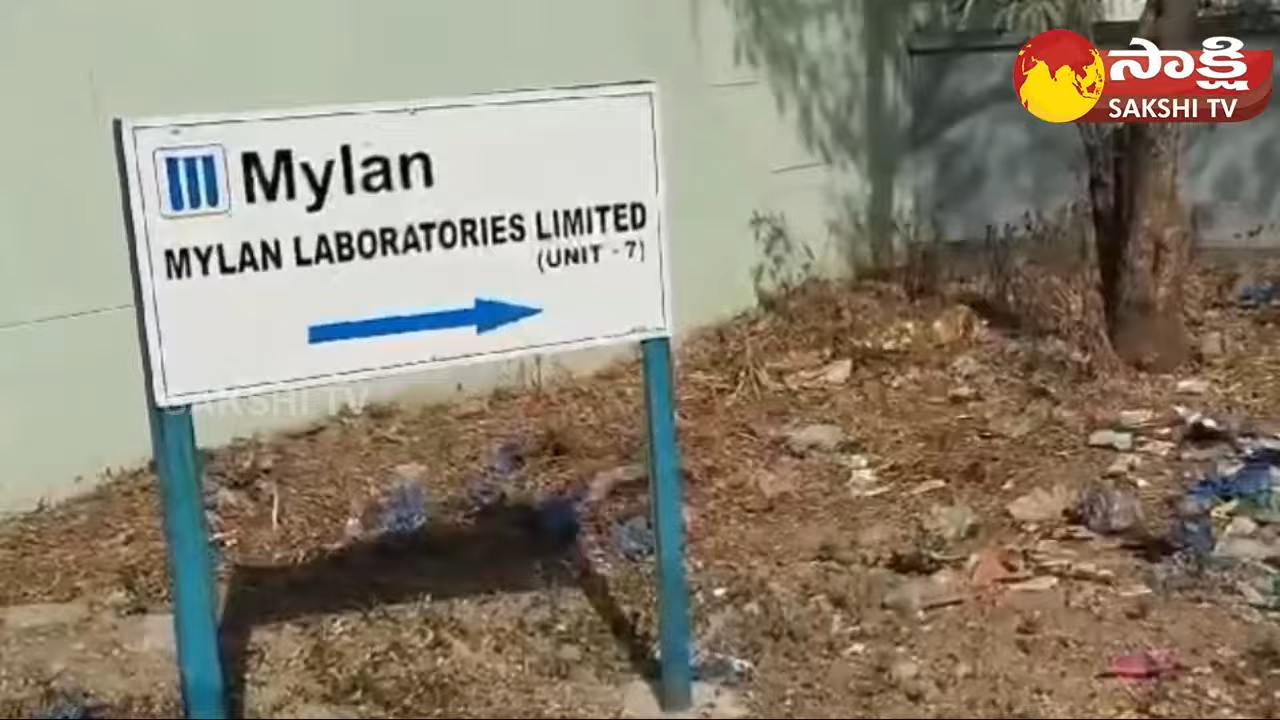 సాక్షి
SAKSHI TV
Mylan
MYLAN LABORATORIES LIMITED
(UNIT - 7)
SAKSHI TV